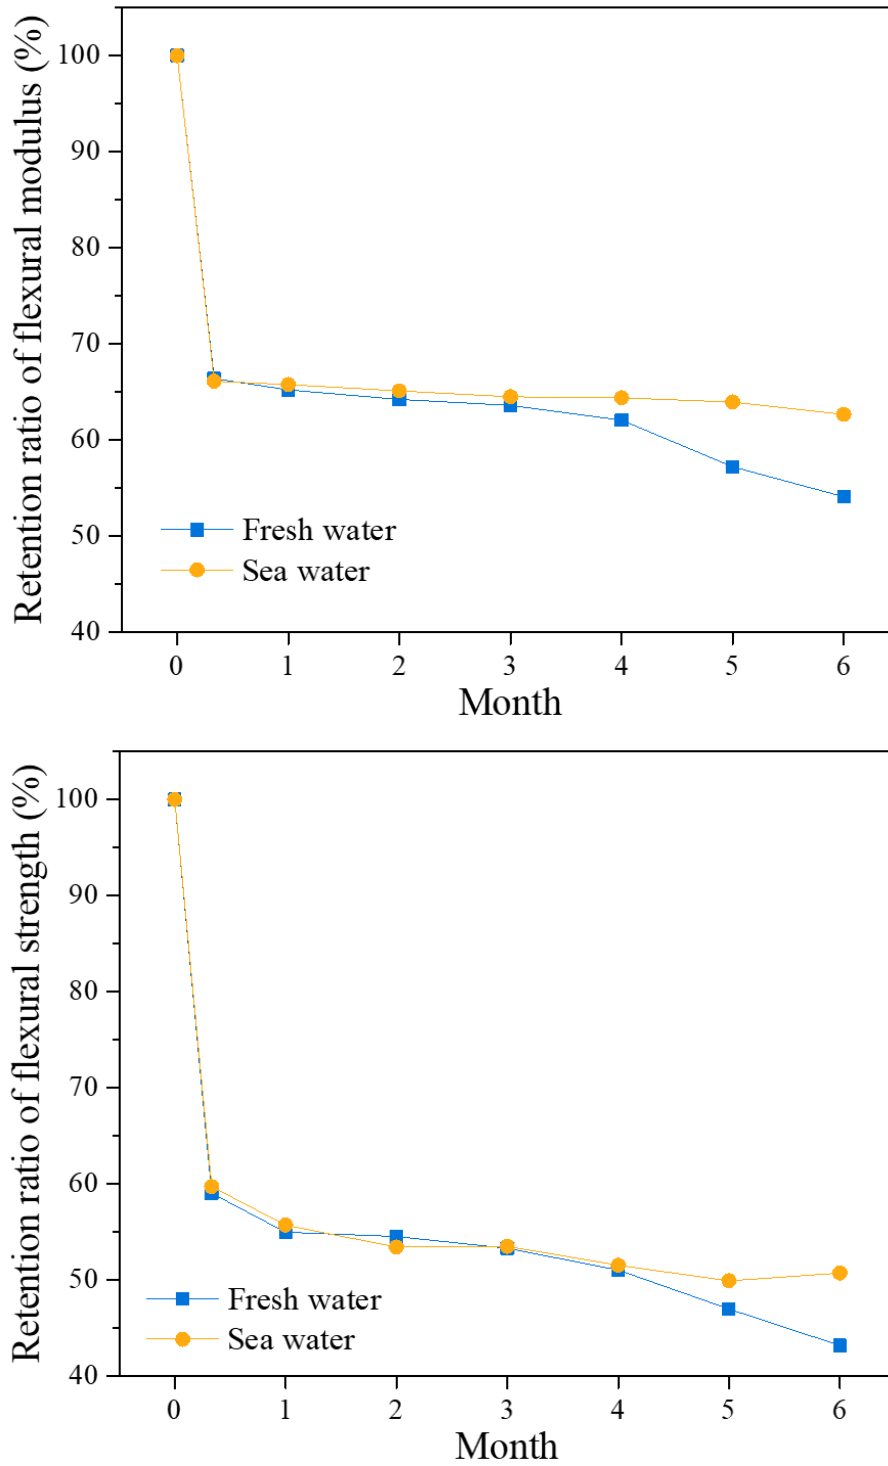 Retention ratio of flexural modulus (%)
100
90
80
70
60
50
40
Fresh water
Sea water
0 1 2 3 4 5 6
Month
Retention ratio of flexural strength (%)
100
90
80
70
60
50
40
Fresh water
Sea water
0 1 2 3 4 5 6
Month